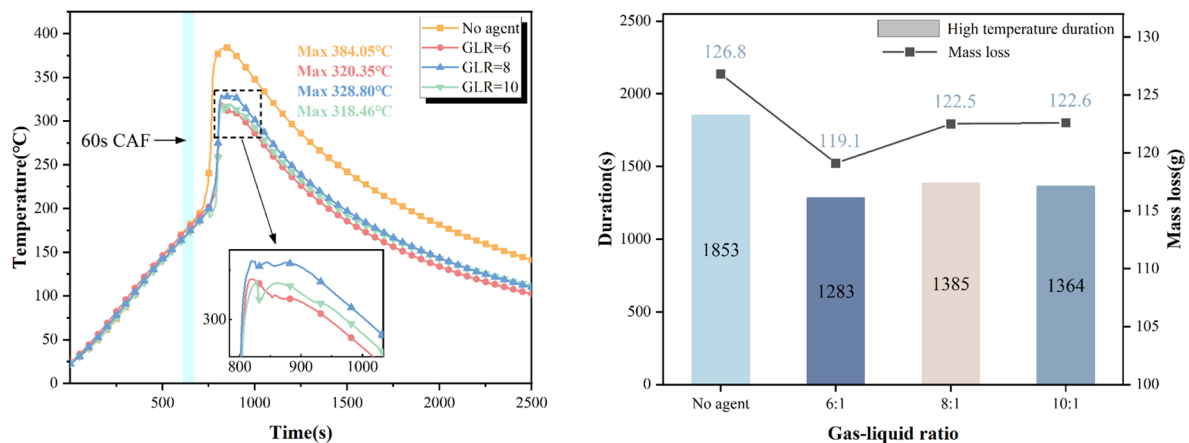 400
350
300
250
200
150
100
50
0
Temperature(℃)
60s CAF
Max 384.05℃
Max 320.35℃
Max 328.80℃
Max 318.46℃
No agent
GLR=6
GLR=8
GLR=10
300
800 900 1000
500 1000 1500 2000 2500
Time(s)
2500
2000
1500
1000
500
0
Duration(s)
High temperature duration
Mass loss
126.8
119.1
122.5
122.6
1853
1283
1385
1364
130
125
120
115
110
105
100
Mass loss(g)
No agent 6:1 8:1 10:1
Gas-liquid ratio